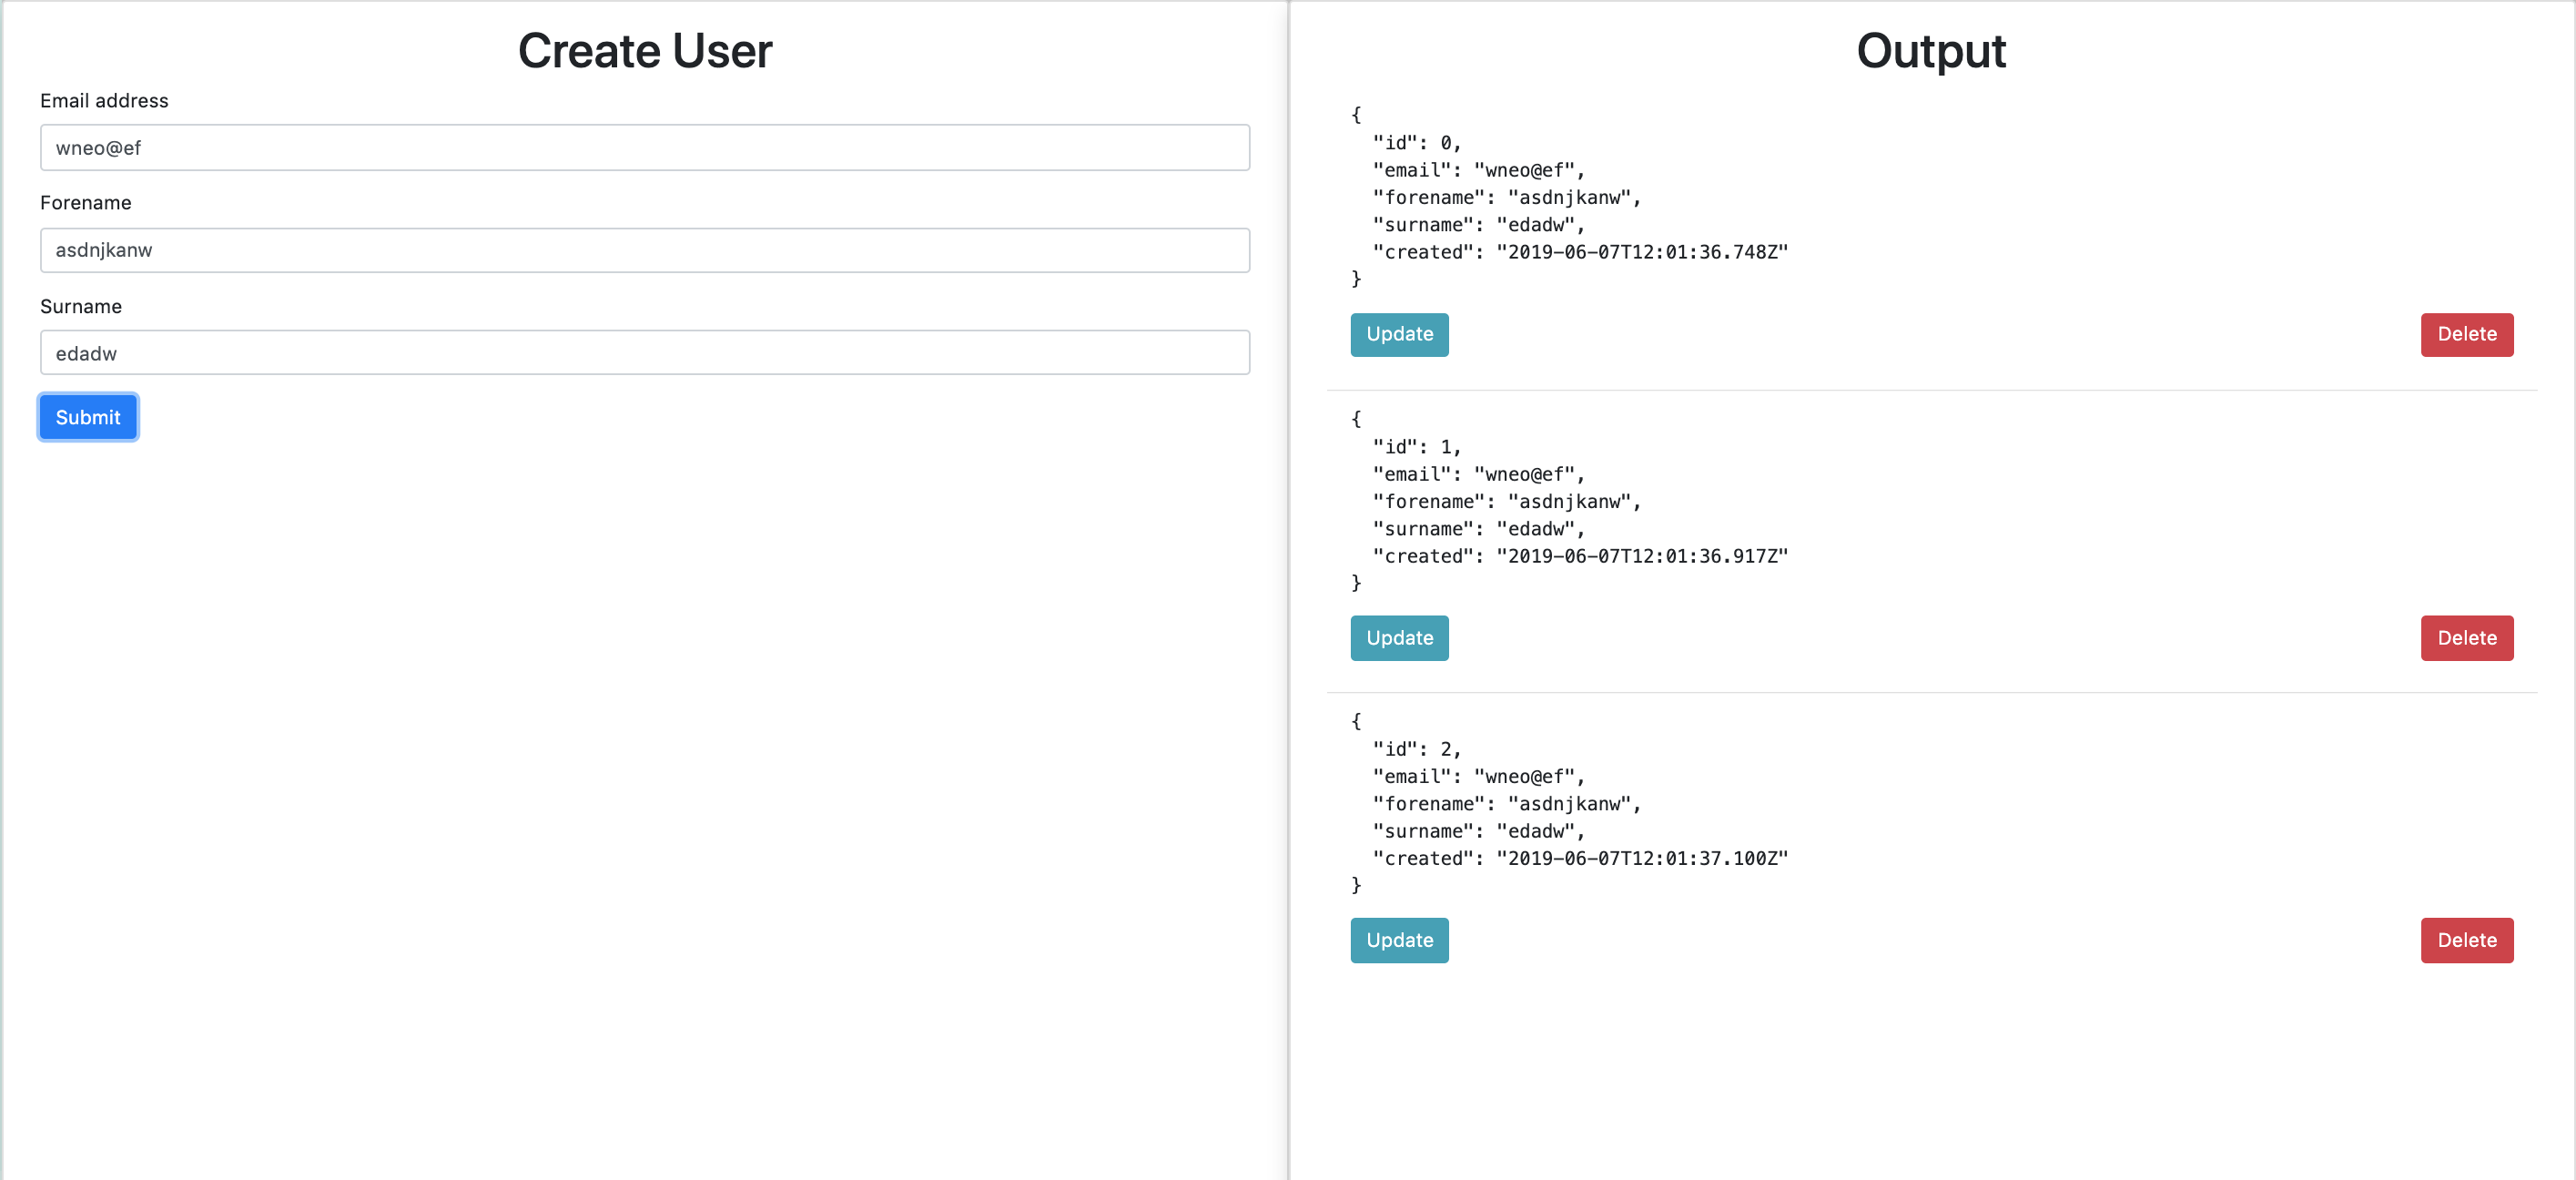 Create User
Email address
wneo@ef
Forename
asdnjkanw
Surname
edadw
Submit
Output
{
  "id": 0,
  "email": "wneo@ef",
  "forename": "asdnjkanw",
  "surname": "edadw",
  "created": "2019-06-07T12:01:36.748Z"
}
Update Delete
{
  "id": 1,
  "email": "wneo@ef",
  "forename": "asdnjkanw",
  "surname": "edadw",
  "created": "2019-06-07T12:01:36.917Z"
}
Update Delete
{
  "id": 2,
  "email": "wneo@ef",
  "forename": "asdnjkanw",
  "surname": "edadw",
  "created": "2019-06-07T12:01:37.100Z"
}
Update Delete